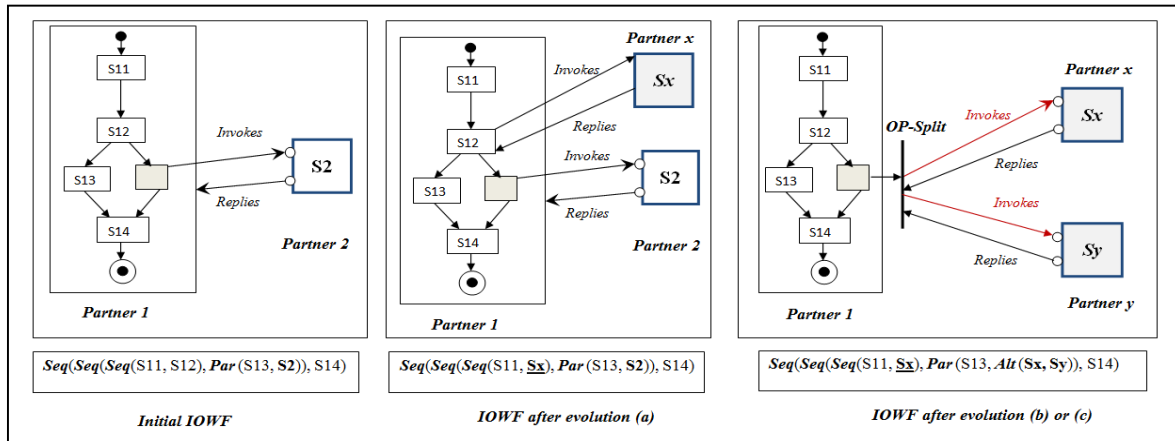 S11
S12
S13
S14
Invokes
Replies
S2
Partner 2
Partner 1
Seq(Seq(Seq(S11, S12), Par (S13, S2)), S14)
Initial IOWF
Partner x
S11
Invokes
Sx
Replies
S12
Invokes
S13
S2
Replies
S14
Partner 2
Partner 1
Seq(Seq(Seq(S11, Sx), Par (S13, S2)), S14)
IOWF after evolution (a)
Partner x
S11
OP-Split
Invokes
Sx
Replies
S12
S13
Invokes
S14
Replies
Sy
Partner 1
Partner y
Seq(Seq(Seq(S11, Sx), Par (S13, Alt (Sx, Sy)), S14)
IOWF after evolution (b) or (c)